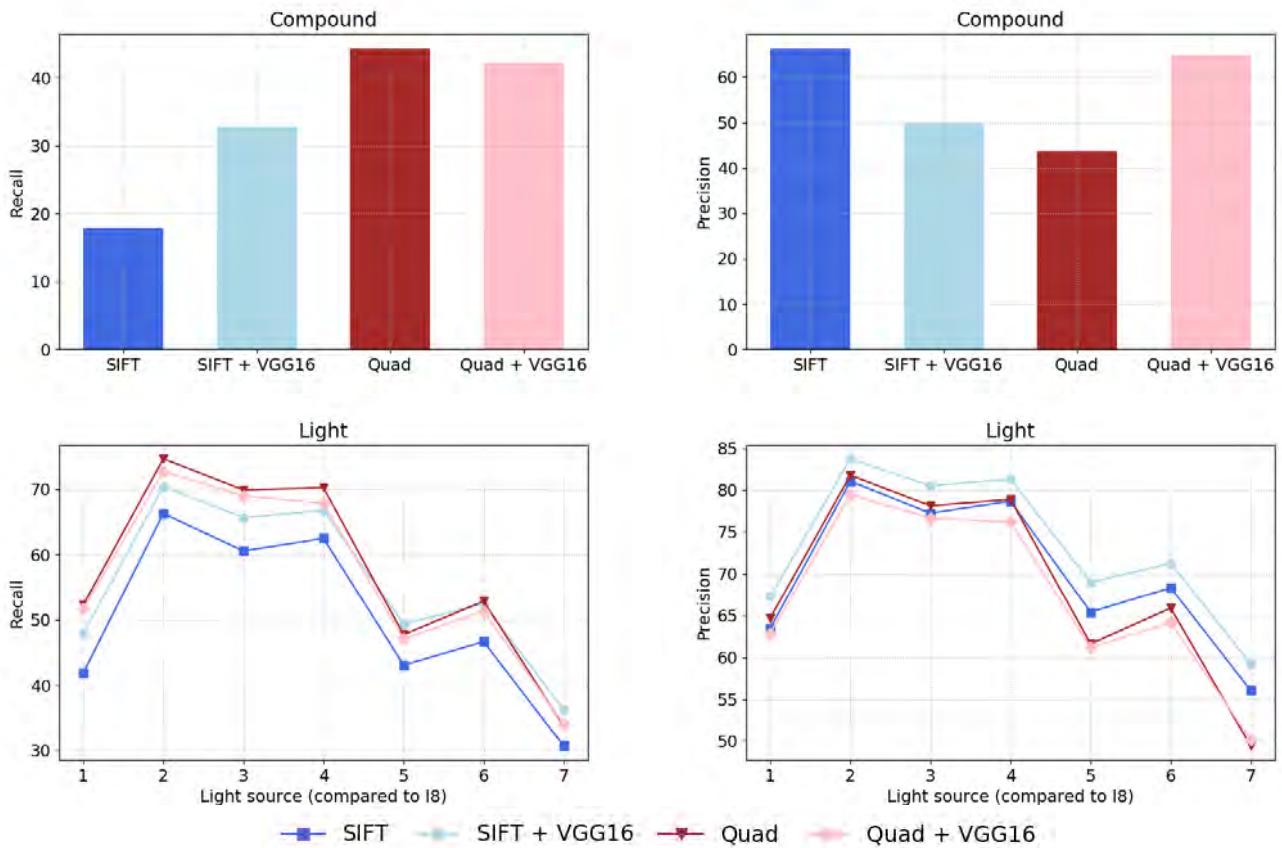 Compound
Recall
40
30
20
10
0
SIFT SIFT + VGG16 Quad Quad + VGG16
Compound
Precision
60
50
40
30
20
10
0
SIFT SIFT + VGG16 Quad Quad + VGG16
Light
Recall
70
60
50
40
30
1 2 3 4 5 6 7
Light source (compared to l8)
Light
Precision
85
80
75
70
65
60
55
50
1 2 3 4 5 6 7
Light source (compared to l8)
SIFT SIFT + VGG16 Quad Quad + VGG16